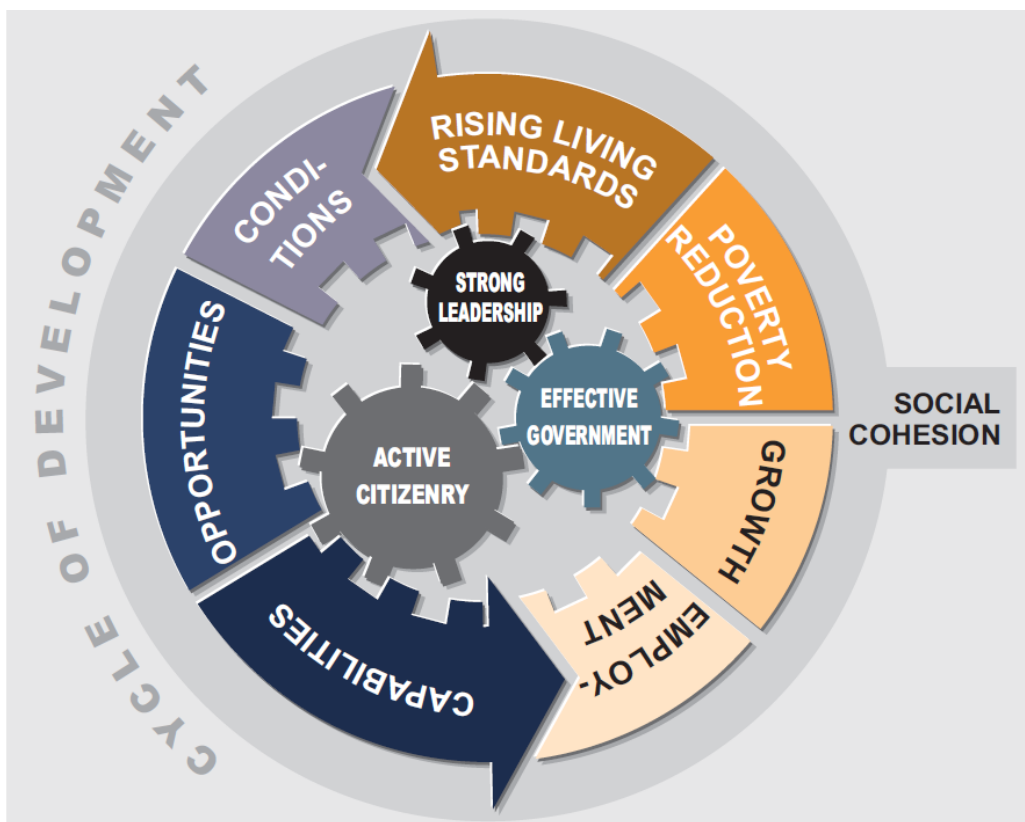 CYCLE OF DEVELOPMENT
RISING LIVING
STANDARDS
POVERTY
REDUCTION
GROWTH
EMPLOY-
MENT
CAPABILITIES
OPPORTUNITIES
CONDI-
TIONS
STRONG
LEADERSHIP
EFFECTIVE
GOVERNMENT
ACTIVE
CITIZENRY
SOCIAL
COHESION